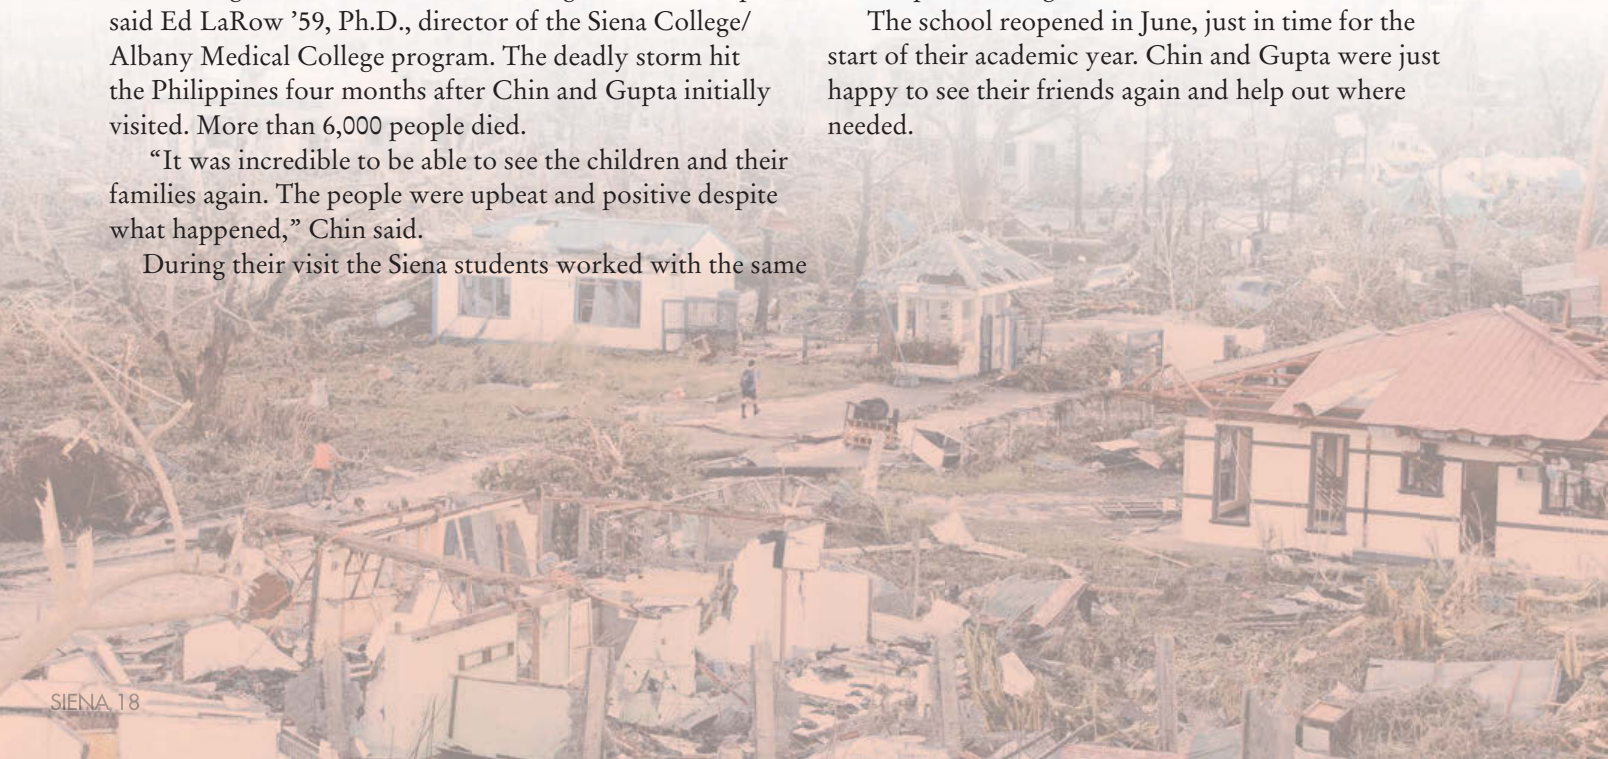 said Ed LaRow ’59, Ph.D., director of the Siena College/
Albany Medical College program. The deadly storm hit
the Philippines four months after Chin and Gupta initially
visited. More than 6,000 people died.
“It was incredible to be able to see the children and their
families again. The people were upbeat and positive despite
what happened,” Chin said.
During their visit the Siena students worked with the same
The school reopened in June, just in time for the
start of their academic year. Chin and Gupta were just
happy to see their friends again and help out where
needed.
SIENA 18